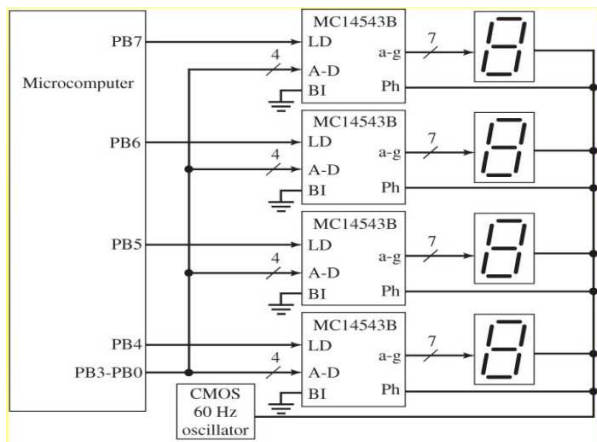 Microcomputer
PB7
4
MC14543B
LD
A-D
BI
a-g
Ph
7
PB6
4
MC14543B
LD
A-D
BI
a-g
Ph
7
PB5
4
MC14543B
LD
A-D
BI
a-g
Ph
7
PB4
PB3-PB0
4
MC14543B
LD
A-D
BI
a-g
Ph
7
CMOS
60 Hz
oscillator